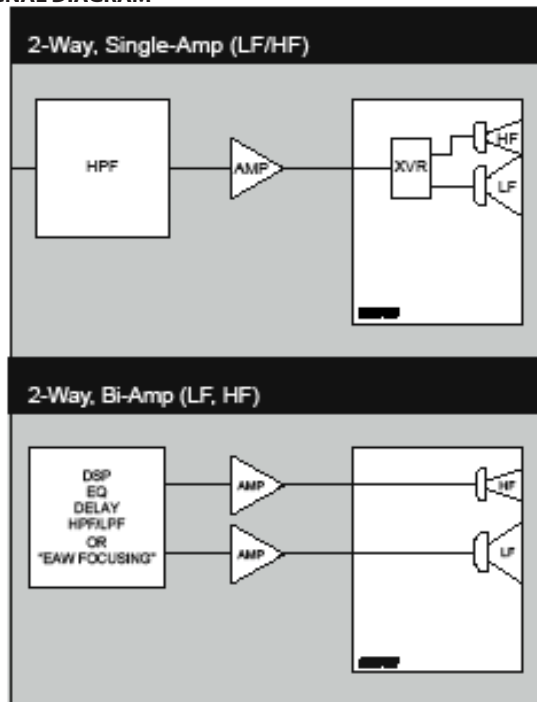 2-Way, Single-Amp (LF/HF)
HPF
AMP
XVR
HF
LF
2-Way, Bi-Amp (LF, HF)
DSP
EQ
DELAY
HPF/LPF
OR
"EAW FOCUSING"
AMP
AMP
HF
LF